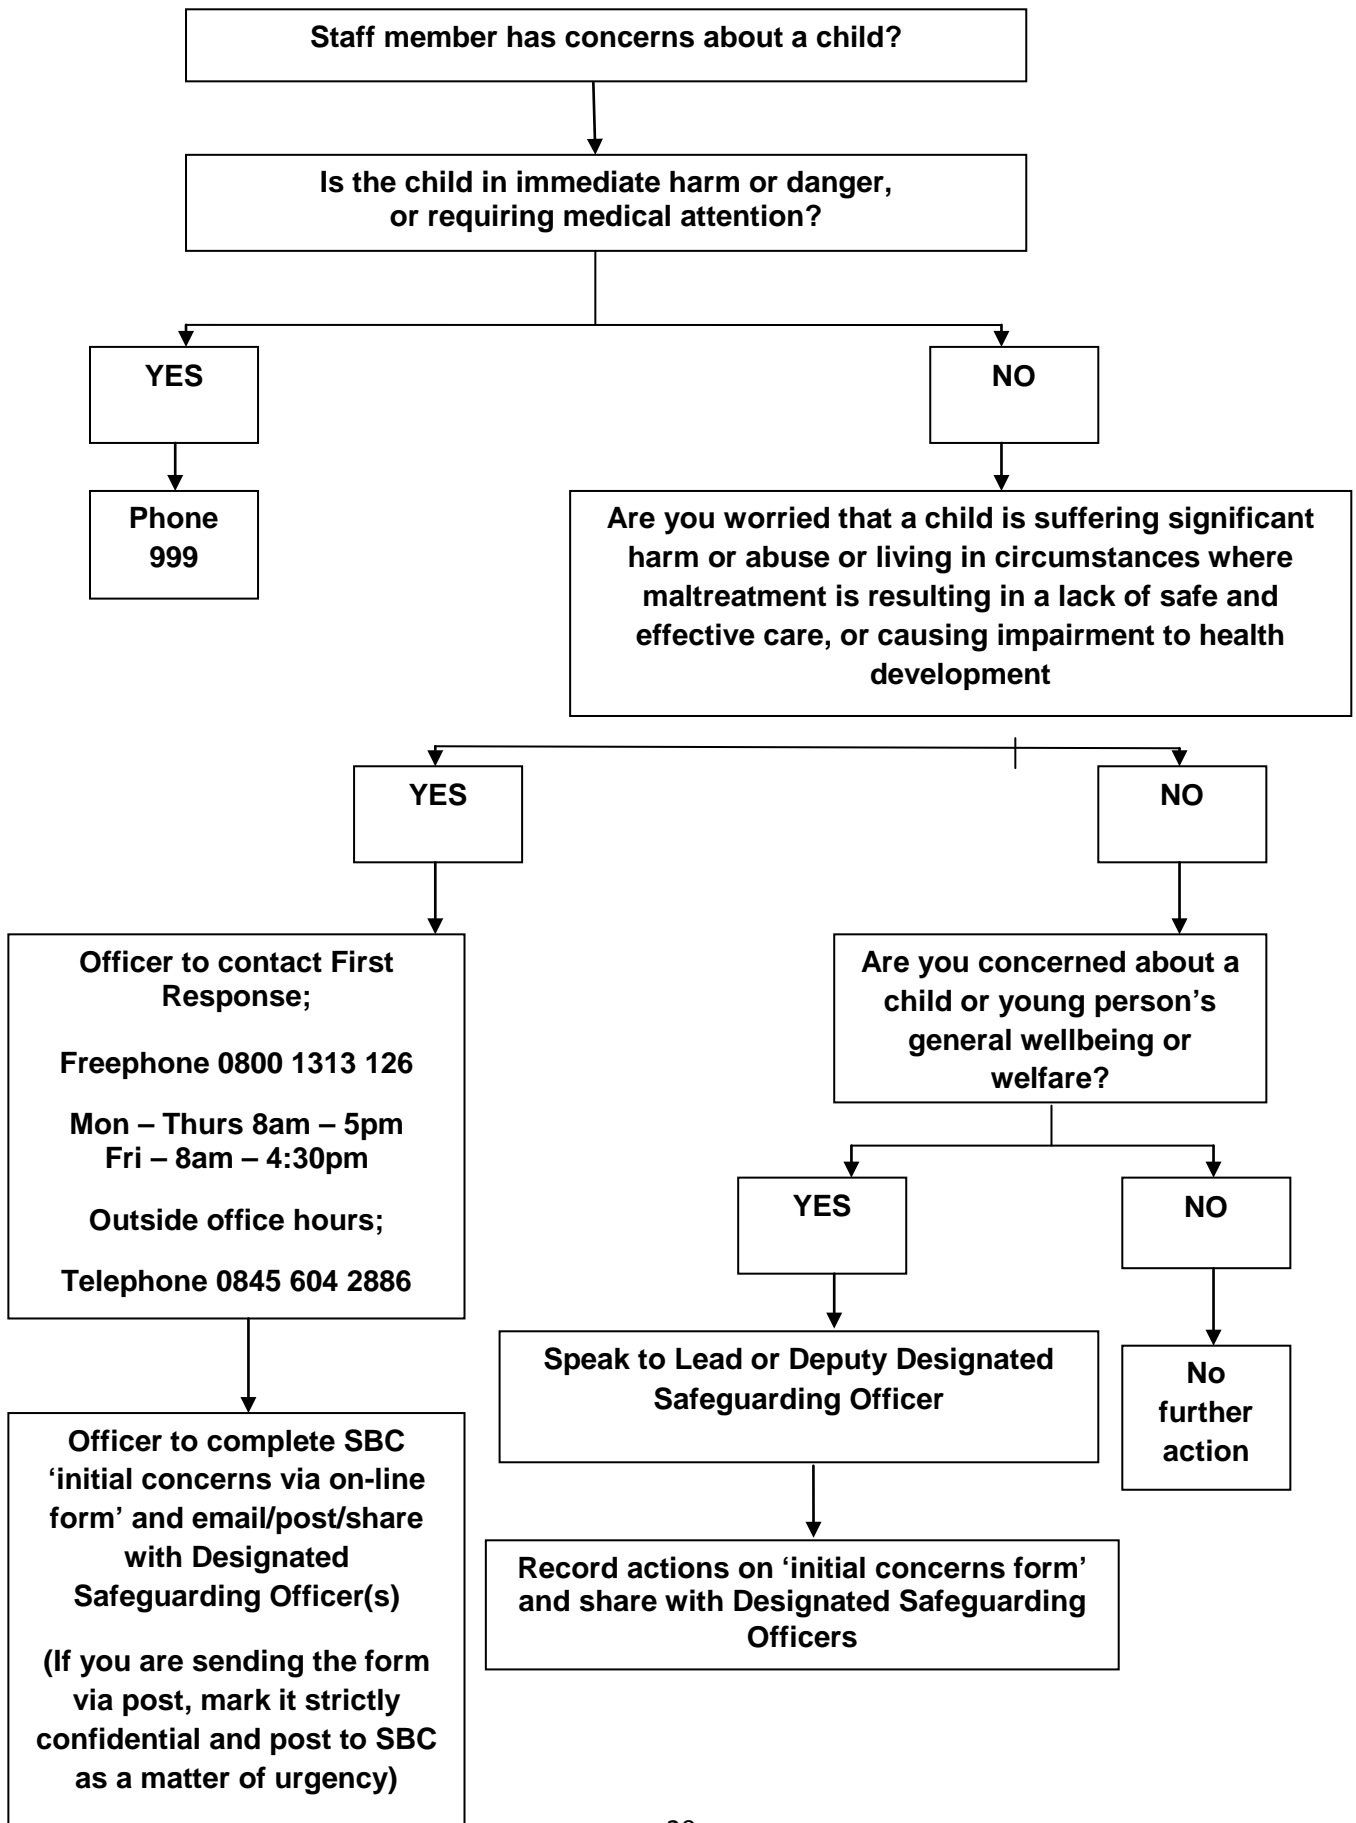 Staff member has concerns about a child?
Is the child in immediate harm or danger,
or requiring medical attention?
YES
NO
Phone
999
Are you worried that a child is suffering significant
harm or abuse or living in circumstances where
maltreatment is resulting in a lack of safe and
effective care, or causing impairment to health
development
YES
NO
Officer to contact First
Response;
Freephone 0800 1313 126
Mon – Thurs 8am – 5pm
Fri – 8am – 4:30pm
Outside office hours;
Telephone 0845 604 2886
Are you concerned about a
child or young person’s
general wellbeing or
welfare?
YES
NO
Speak to Lead or Deputy Designated
Safeguarding Officer
No
further
action
Officer to complete SBC
‘initial concerns via on-line
form’ and email/post/share
with Designated
Safeguarding Officer(s)
(If you are sending the form
via post, mark it strictly
confidential and post to SBC
as a matter of urgency)
Record actions on ‘initial concerns form’
and share with Designated Safeguarding
Officers